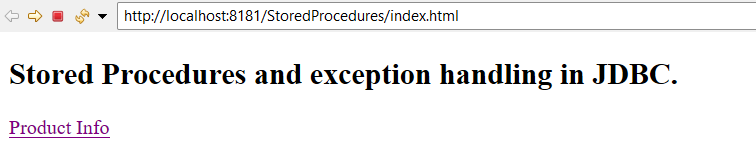 http://localhost:8181/StoredProcedures/index.html
Stored Procedures and exception handling in JDBC.
Product Info